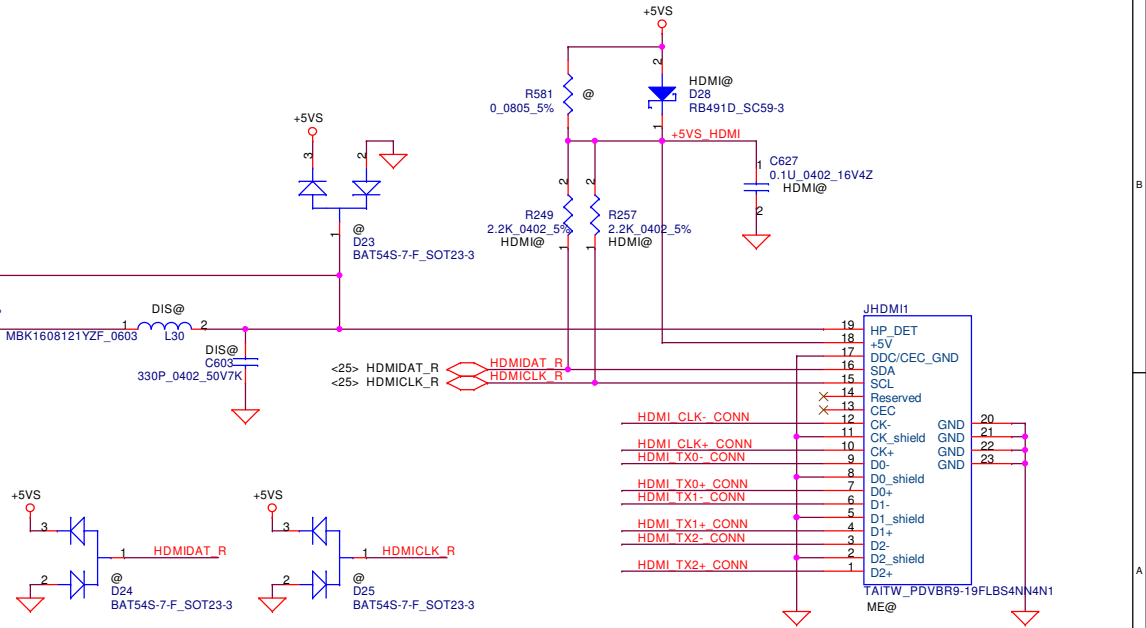 +5VS
2
R581
0_0805_5%
@
HDMI@
D28
RB491D_SC59-3
1
+5VS_HDMI
+5VS
3
2
1
@
D23
BAT54S-7-F_SOT23-3
2
2
R249
2.2K_0402_5%
HDMI@
1
R257
2.2K_0402_5%
HDMI@
1
1
C627
0.1U_0402_16V4Z
HDMI@
2
B
DIS@
1
2
MBK1608121YZF_0603
L30
DIS@
C603
330P_0402_50V7K
<25> HDMIDAT_R
HDMIDAT_R
<25> HDMICLK_R
HDMICLK_R
JHDMI1
19 HP_DET
18 +5V
17 DDC/CEC_GND
16 SDA
15 SCL
14 Reserved
13 CEC
HDMI_CLK-_CONN 12 CK- GND 20
11 CK_shield GND 21
HDMI_CLK+_CONN 10 CK+ GND 22
HDMI_TX0-_CONN 9 D0- GND 23
8 D0_shield
HDMI_TX0+_CONN 7 D0+
HDMI_TX1-_CONN 6 D1-
5 D1_shield
HDMI_TX1+_CONN 4 D1+
HDMI_TX2-_CONN 3 D2-
2 D2_shield
HDMI_TX2+_CONN 1 D2+
TAITW_PDVBR9-19FLBS4NN4N1
ME@
+5VS
3
1
HDMIDAT_R
2
@
D24
BAT54S-7-F_SOT23-3
+5VS
3
1
HDMICLK_R
2
@
D25
BAT54S-7-F_SOT23-3
A